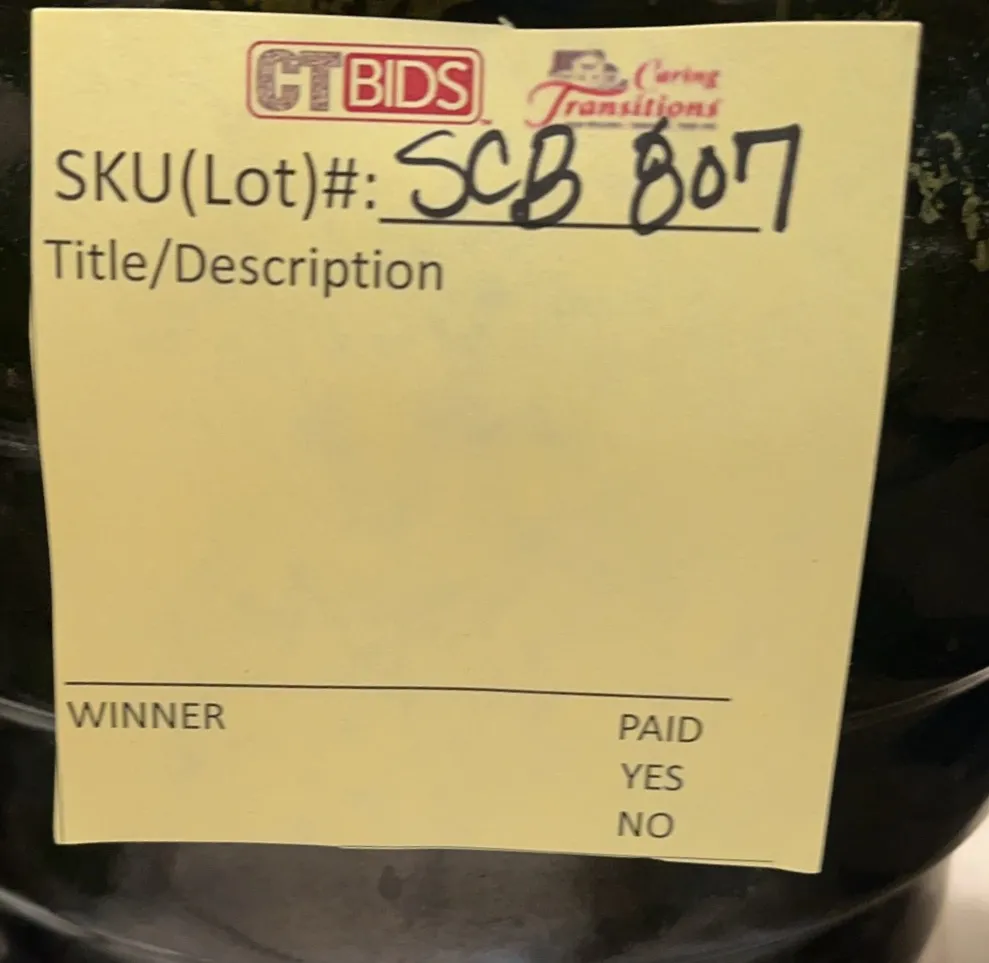 CTBIDS
Caring
Transitions
SKU(Lot)#: SCB 807
Title/Description
WINNER
PAID
YES
NO